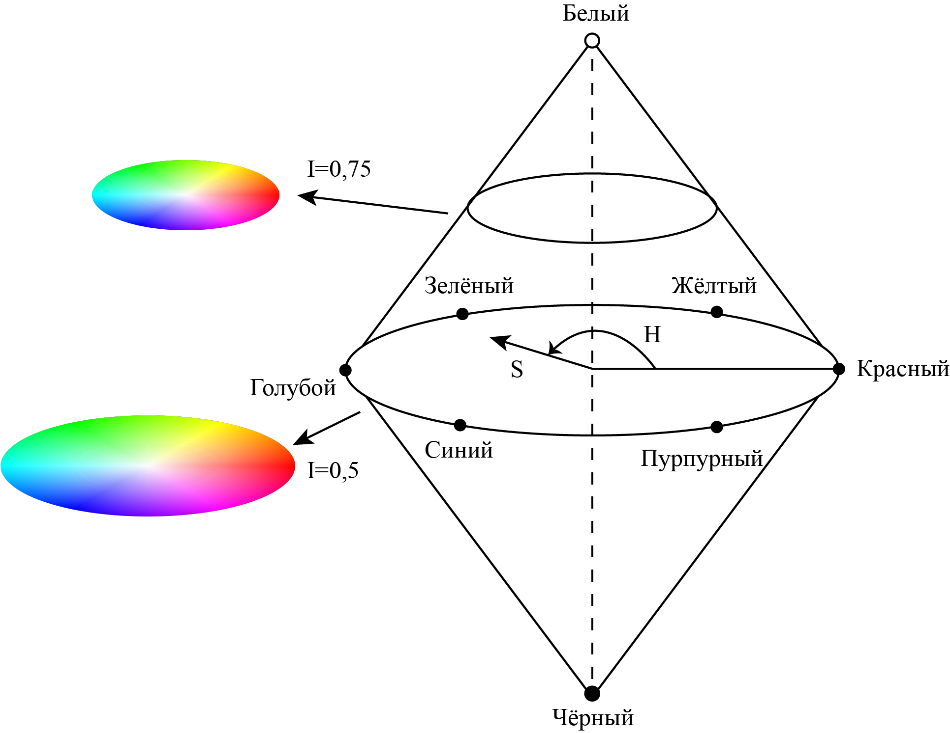 Белый
I=0,75
Зелёный
Жёлтый
H
S
Красный
Голубой
Синий
Пурпурный
I=0,5
Чёрный